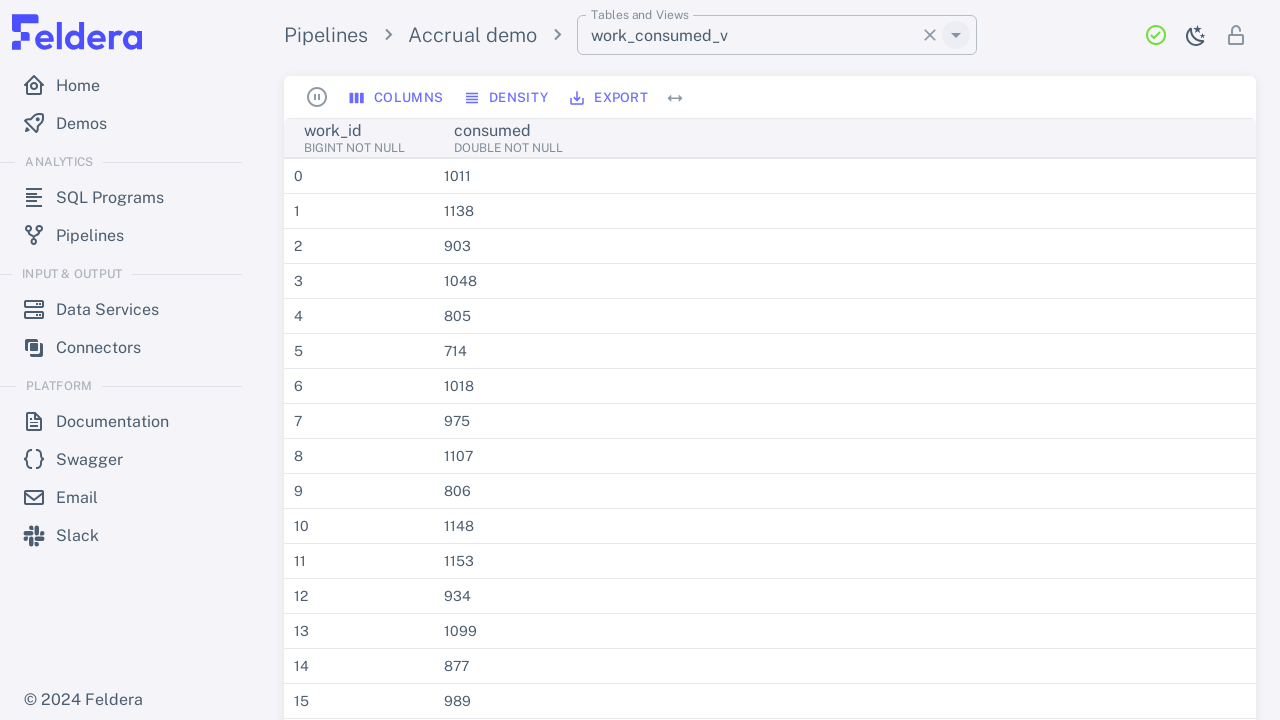 Feldera
Home
Demos
ANALYTICS
SQL Programs
Pipelines
INPUT & OUTPUT
Data Services
Connectors
PLATFORM
Documentation
Swagger
Email
Slack
© 2024 Feldera
Pipelines > Accrual demo >
Tables and Views
work_consumed_v
COLUMNS DENSITY EXPORT
work_id consumed
BIGINT NOT NULL DOUBLE NOT NULL
0 1011
1 1138
2 903
3 1048
4 805
5 714
6 1018
7 975
8 1107
9 806
10 1148
11 1153
12 934
13 1099
14 877
15 989